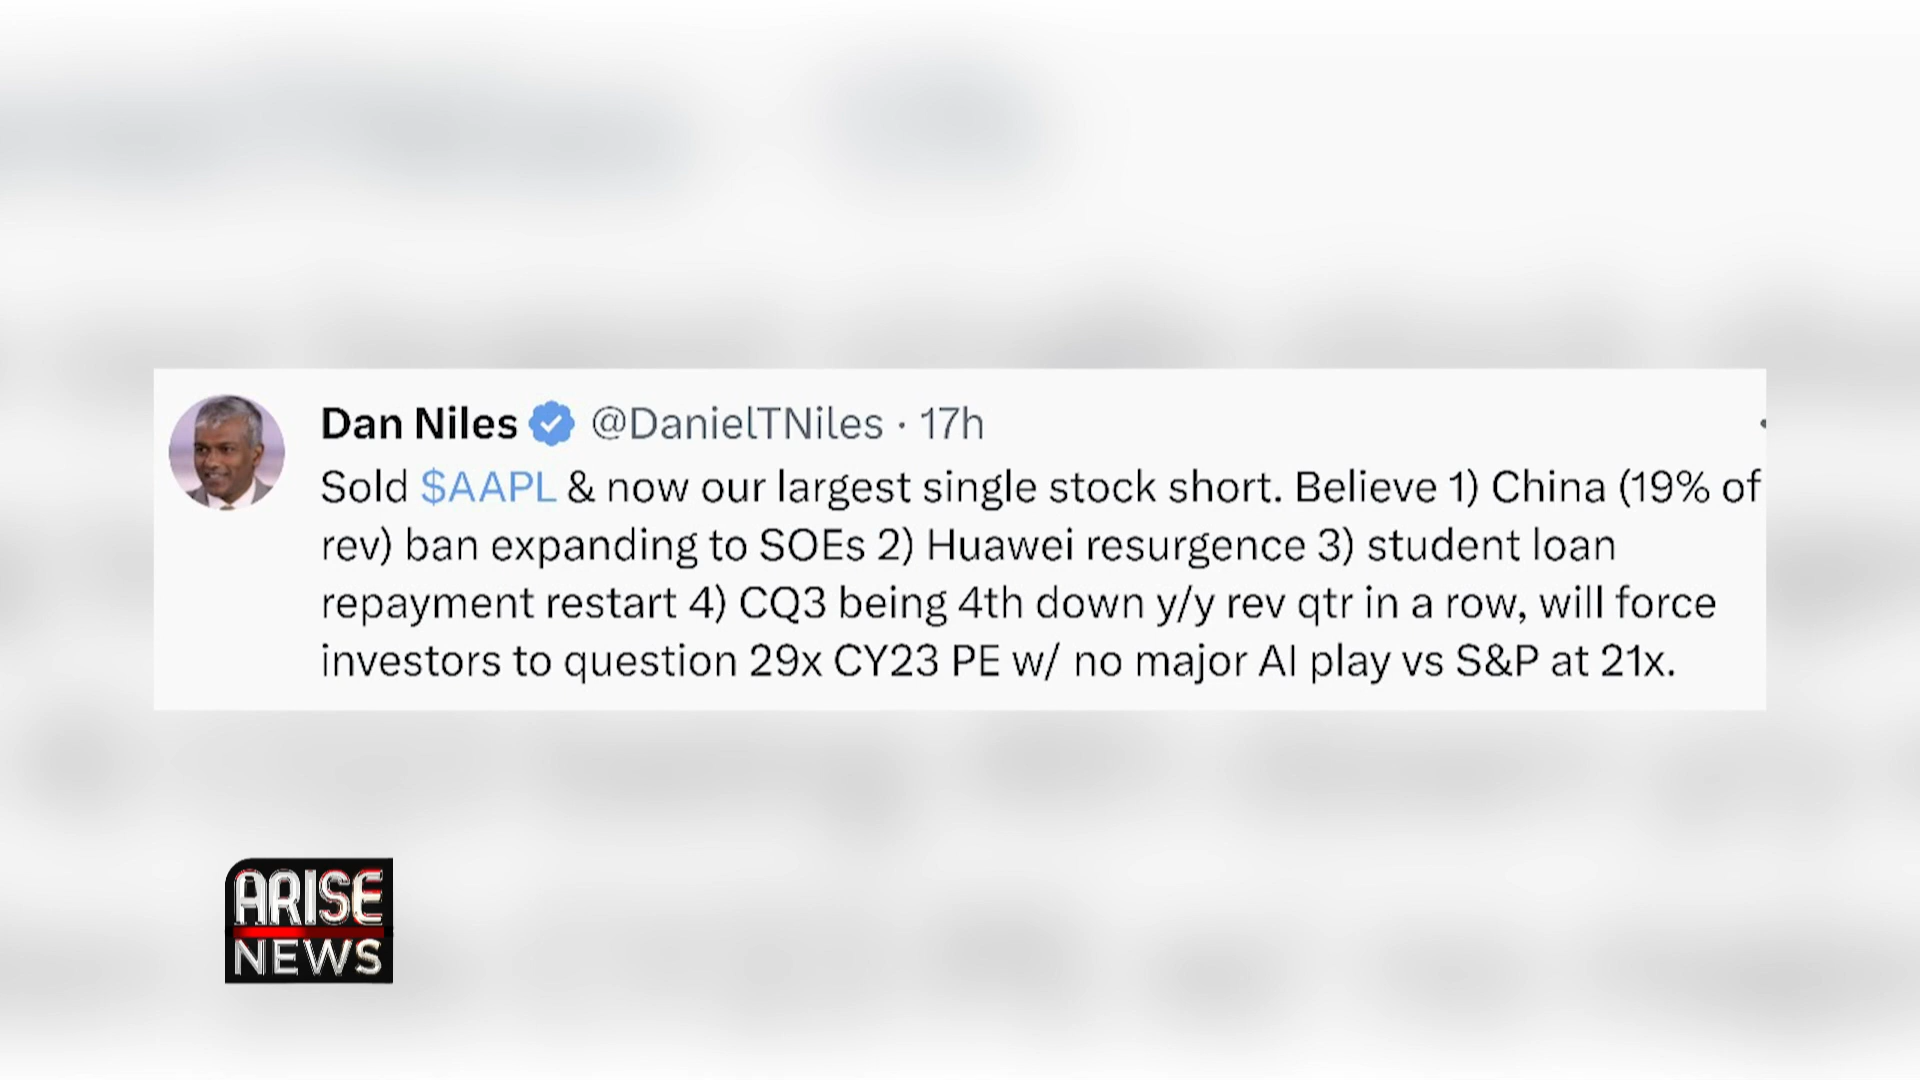 Dan Niles @DanielTNiles · 17h
Sold $AAPL & now our largest single stock short. Believe 1) China (19% of
rev) ban expanding to SOEs 2) Huawei resurgence 3) student loan
repayment restart 4) CQ3 being 4th down y/y rev qtr in a row, will force
investors to question 29x CY23 PE w/ no major AI play vs S&P at 21x.
ARISE
NEWS